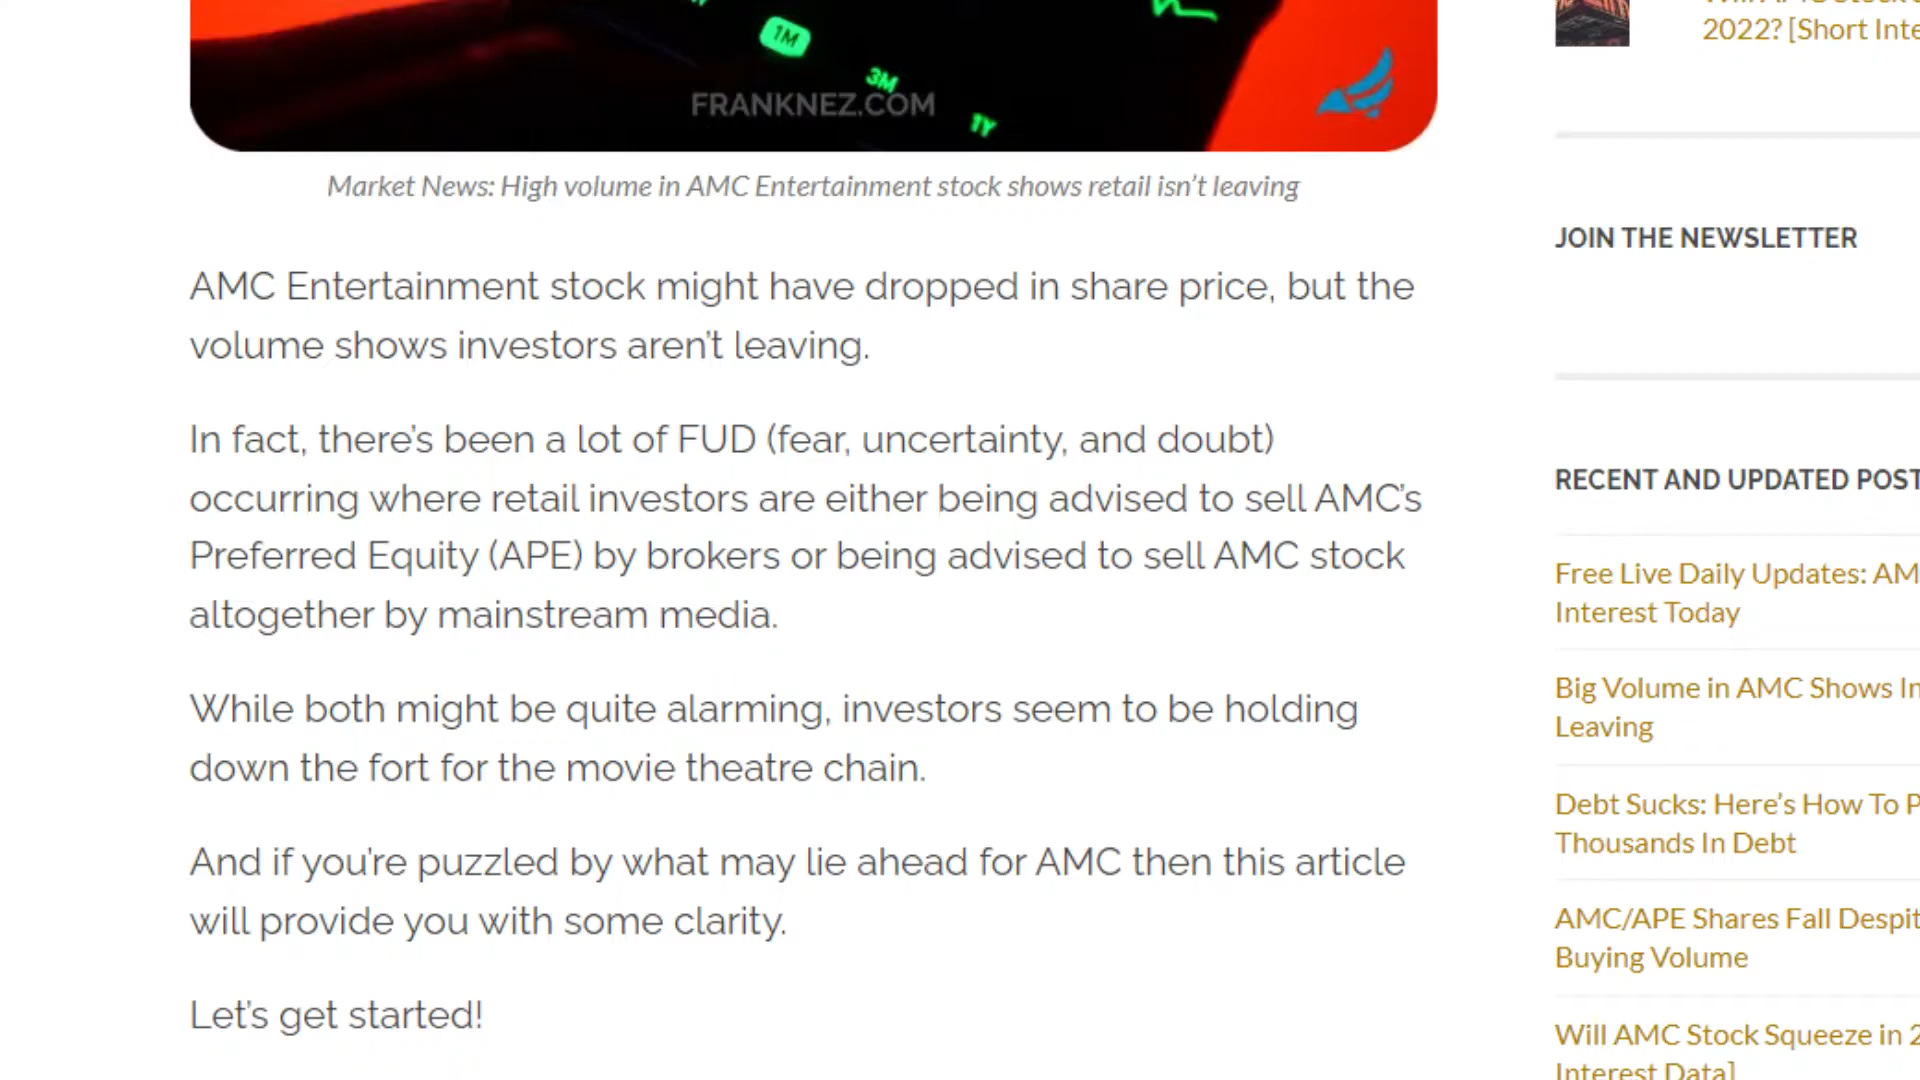 1M
3M
1Y
FRANKNEZ.COM
Market News: High volume in AMC Entertainment stock shows retail isn't leaving
AMC Entertainment stock might have dropped in share price, but the
volume shows investors aren't leaving.
In fact, there's been a lot of FUD (fear, uncertainty, and doubt)
occurring where retail investors are either being advised to sell AMC's
Preferred Equity (APE) by brokers or being advised to sell AMC stock
altogether by mainstream media.
While both might be quite alarming, investors seem to be holding
down the fort for the movie theatre chain.
And if you're puzzled by what may lie ahead for AMC then this article
will provide you with some clarity.
Let's get started!
2022? [Short Inte
JOIN THE NEWSLETTER
RECENT AND UPDATED POST
Free Live Daily Updates: AM
Interest Today
Big Volume in AMC Shows In
Leaving
Debt Sucks: Here's How To P
Thousands In Debt
AMC/APE Shares Fall Despit
Buying Volume
Will AMC Stock Squeeze in 2
Interest Data]